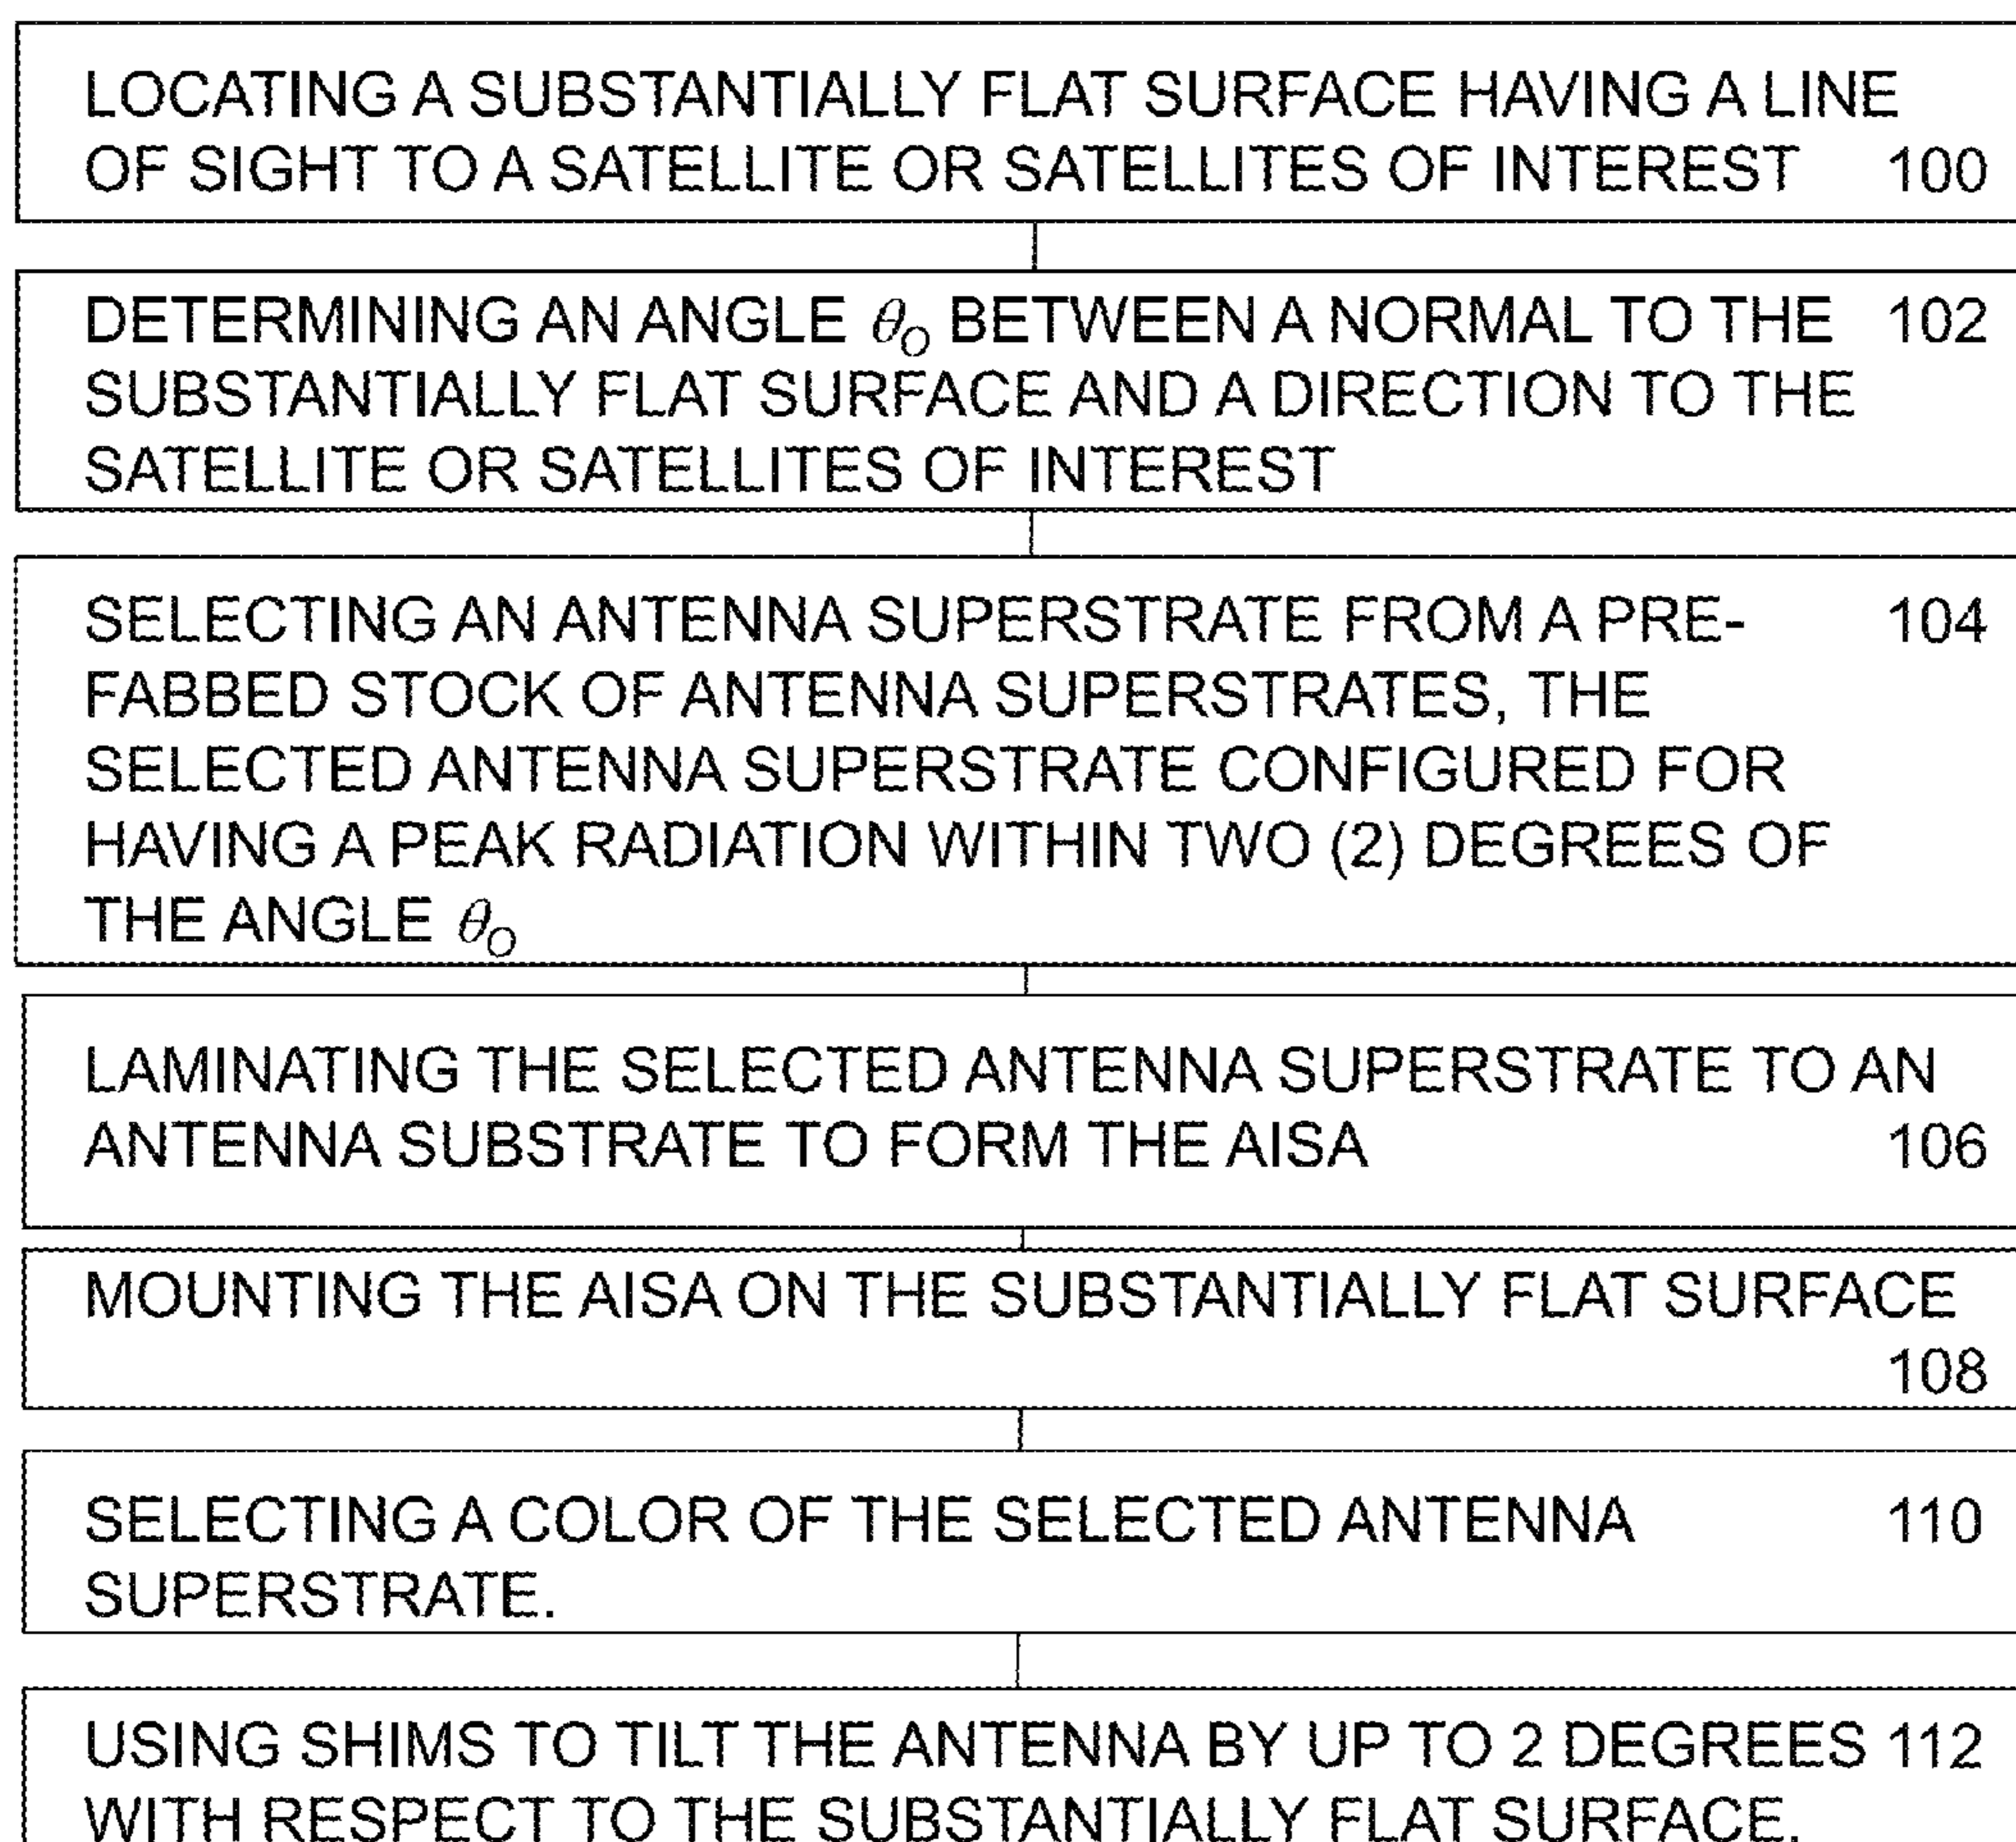 LOCATING A SUBSTANTIALLY FLAT SURFACE HAVING A LINE
OF SIGHT TO A SATELLITE OR SATELLITES OF INTEREST 100
DETERMINING AN ANGLE θ_O BETWEEN A NORMAL TO THE 102
SUBSTANTIALLY FLAT SURFACE AND A DIRECTION TO THE
SATELLITE OR SATELLITES OF INTEREST
SELECTING AN ANTENNA SUPERSTRATE FROM A PRE- 104
FABBED STOCK OF ANTENNA SUPERSTRATES, THE
SELECTED ANTENNA SUPERSTRATE CONFIGURED FOR
HAVING A PEAK RADIATION WITHIN TWO (2) DEGREES OF
THE ANGLE θ_O
LAMINATING THE SELECTED ANTENNA SUPERSTRATE TO AN
ANTENNA SUBSTRATE TO FORM THE AISA 106
MOUNTING THE AISA ON THE SUBSTANTIALLY FLAT SURFACE
108
SELECTING A COLOR OF THE SELECTED ANTENNA 110
SUPERSTRATE.
USING SHIMS TO TILT THE ANTENNA BY UP TO 2 DEGREES 112
WITH RESPECT TO THE SUBSTANTIALLY FLAT SURFACE.